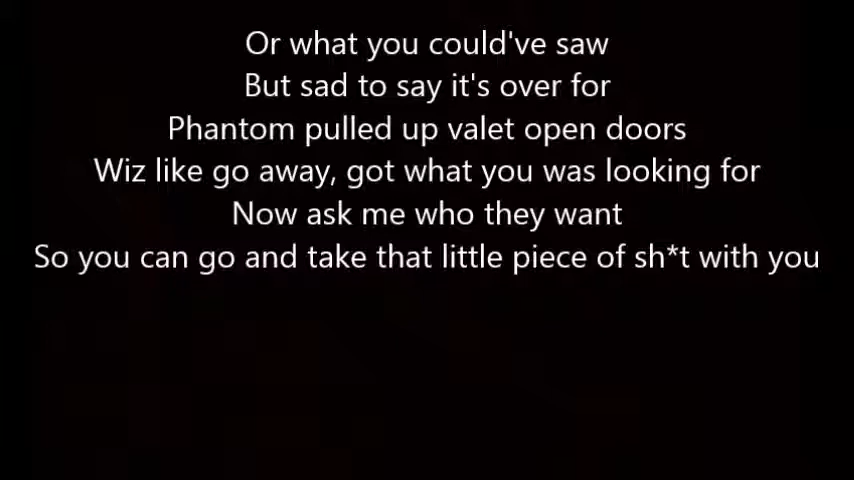 Or what you could've saw
But sad to say it's over for
Phantom pulled up valet open doors
Wiz like go away, got what you was looking for
Now ask me who they want
So you can go and take that little piece of sh*t with you